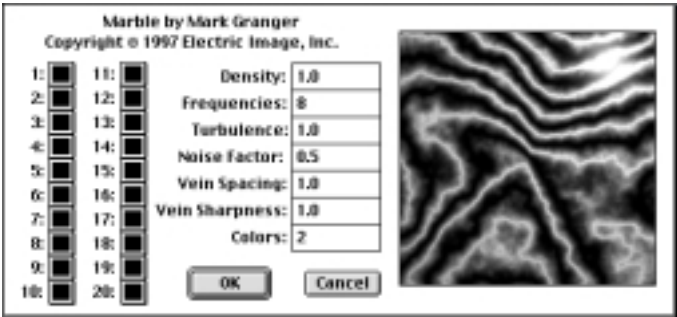 Marble by Mark Granger
Copyright © 1997 Electric Image, Inc.
1: 11: Density: 1.0
2: 12: Frequencies: 8
3: 13: Turbulence: 1.0
4: 14: Noise Factor: 0.5
5: 15: Vein Spacing: 1.0
6: 16: Vein Sharpness: 1.0
7: 17: Colors: 2
8: 18:
9: 19:
10: 20:
OK Cancel